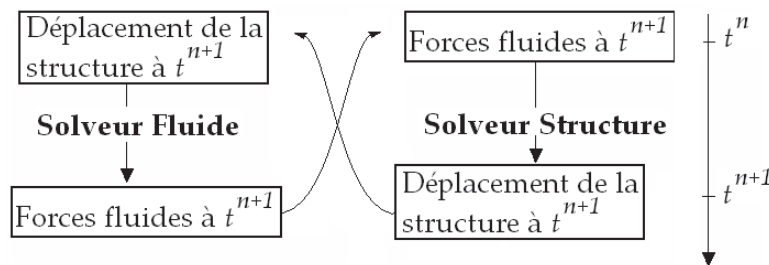 Déplacement de la
structure à t^{n+1}
Solveur Fluide
Forces fluides à t^{n+1}
Forces fluides à t^{n+1}
Solveur Structure
Déplacement de la
structure à t^{n+1}
t^n
t^{n+1}